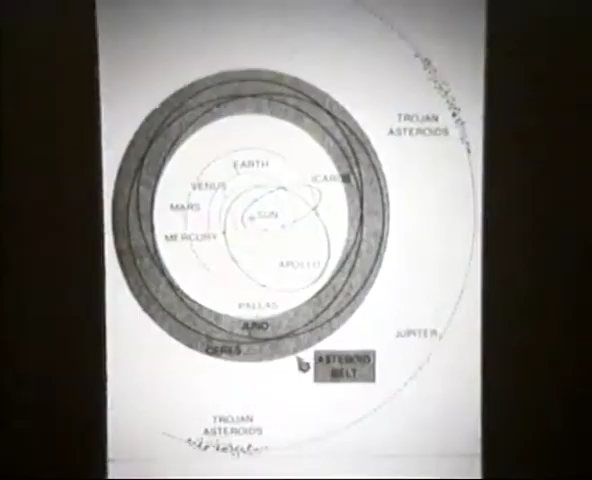 TROJAN
ASTEROIDS
EARTH
ICARUS
VENUS
MARS
SUN
MERCURY
APOLLO
PALLAS
JUNO
JUPITER
CERES
ASTEROID
BELT
TROJAN
ASTEROIDS